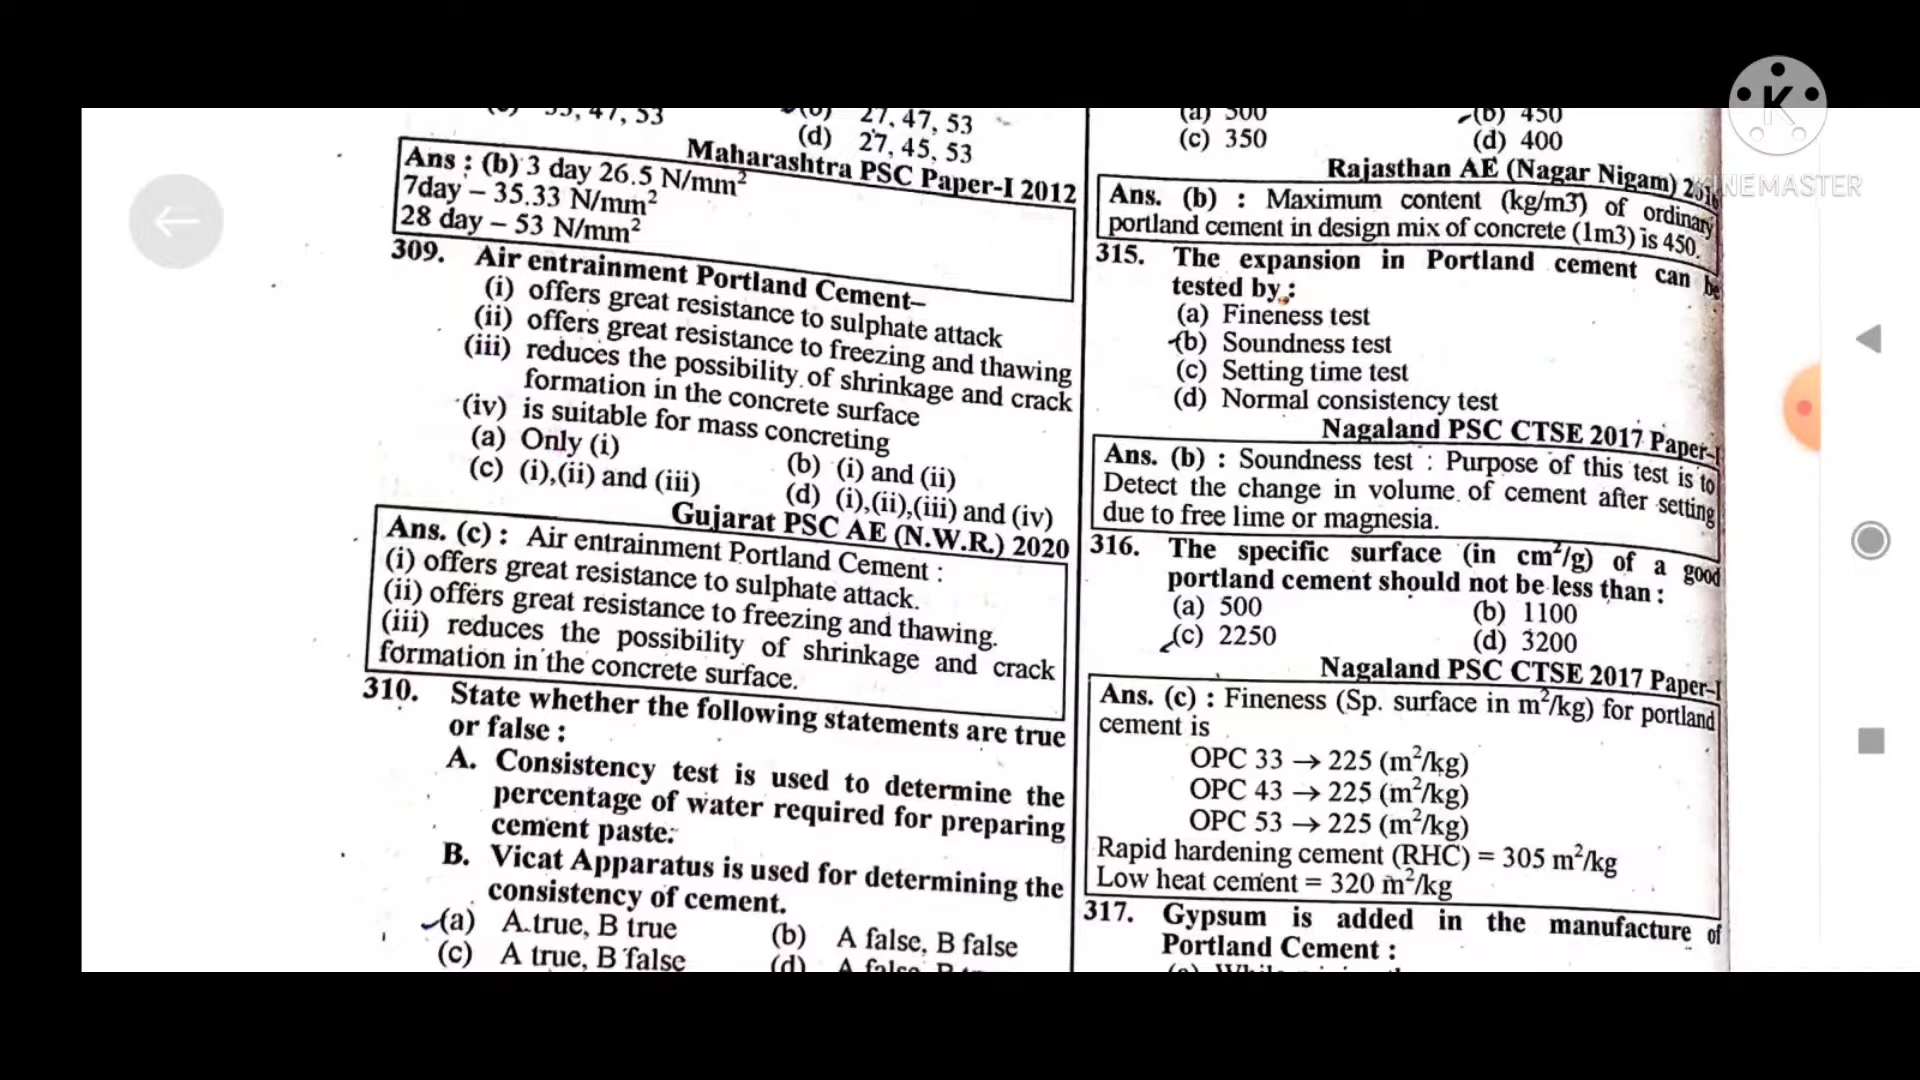 33, 47, 53
27, 47, 53
(d) 27, 45, 53
Maharashtra PSC Paper-I 2012
Ans : (b) 3 day 26.5 N/mm²
7day – 35.33 N/mm²
28 day – 53 N/mm²
309. Air entrainment Portland Cement–
(i) offers great resistance to sulphate attack
(ii) offers great resistance to freezing and thawing
(iii) reduces the possibility of shrinkage and crack
formation in the concrete surface
(iv) is suitable for mass concreting
(a) Only (i)
(b) (i) and (ii)
(c) (i),(ii) and (iii)
(d) (i),(ii),(iii) and (iv)
Gujarat PSC AE (N.W.R.) 2020
Ans. (c) : Air entrainment Portland Cement :
(i) offers great resistance to sulphate attack.
(ii) offers great resistance to freezing and thawing.
(iii) reduces the possibility of shrinkage and crack
formation in the concrete surface.
310. State whether the following statements are true
or false :
A. Consistency test is used to determine the
percentage of water required for preparing
cement paste.
B. Vicat Apparatus is used for determining the
consistency of cement.
(a) A true, B true
(b) A false, B false
(c) A true, B false
(d) A false,
(a) 500 (b) 450
(c) 350 (d) 400
Rajasthan AE (Nagar Nigam)
Ans. (b) : Maximum content (kg/m3) of ordinary
portland cement in design mix of concrete (1m3) is 450.
315. The expansion in Portland cement can be
tested by :
(a) Fineness test
(b) Soundness test
(c) Setting time test
(d) Normal consistency test
Nagaland PSC CTSE 2017 Paper-I
Ans. (b) : Soundness test : Purpose of this test is to
Detect the change in volume of cement after setting
due to free lime or magnesia.
316. The specific surface (in cm²/g) of a good
portland cement should not be less than :
(a) 500 (b) 1100
(c) 2250 (d) 3200
Nagaland PSC CTSE 2017 Paper-I
Ans. (c) : Fineness (Sp. surface in m²/kg) for portland
cement is
OPC 33 → 225 (m²/kg)
OPC 43 → 225 (m²/kg)
OPC 53 → 225 (m²/kg)
Rapid hardening cement (RHC) = 305 m²/kg
Low heat cement = 320 m²/kg
317. Gypsum is added in the manufacture of
Portland Cement :
K
NEMASTER